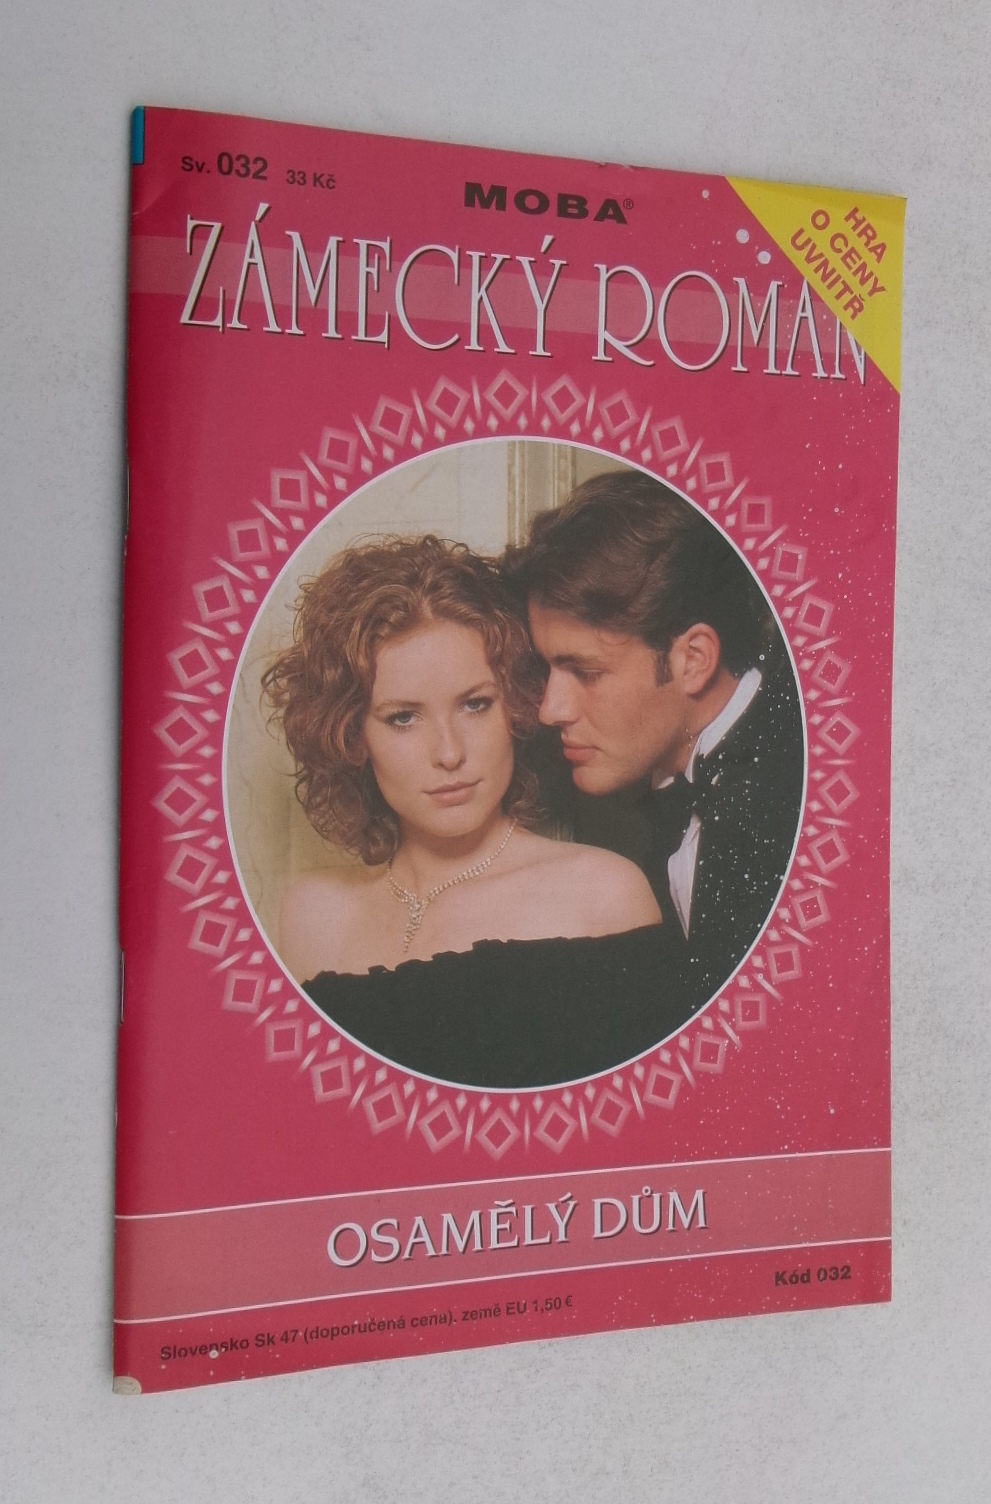 Sv. 032 33 Kč
MOBA®
HRA
O CENY
UVNITŘ
ZÁMECKÝ ROMÁN
OSAMĚLÝ DŮM
Kód 032
Slovensko Sk 47 (doporučená cena), země EU 1,50 €